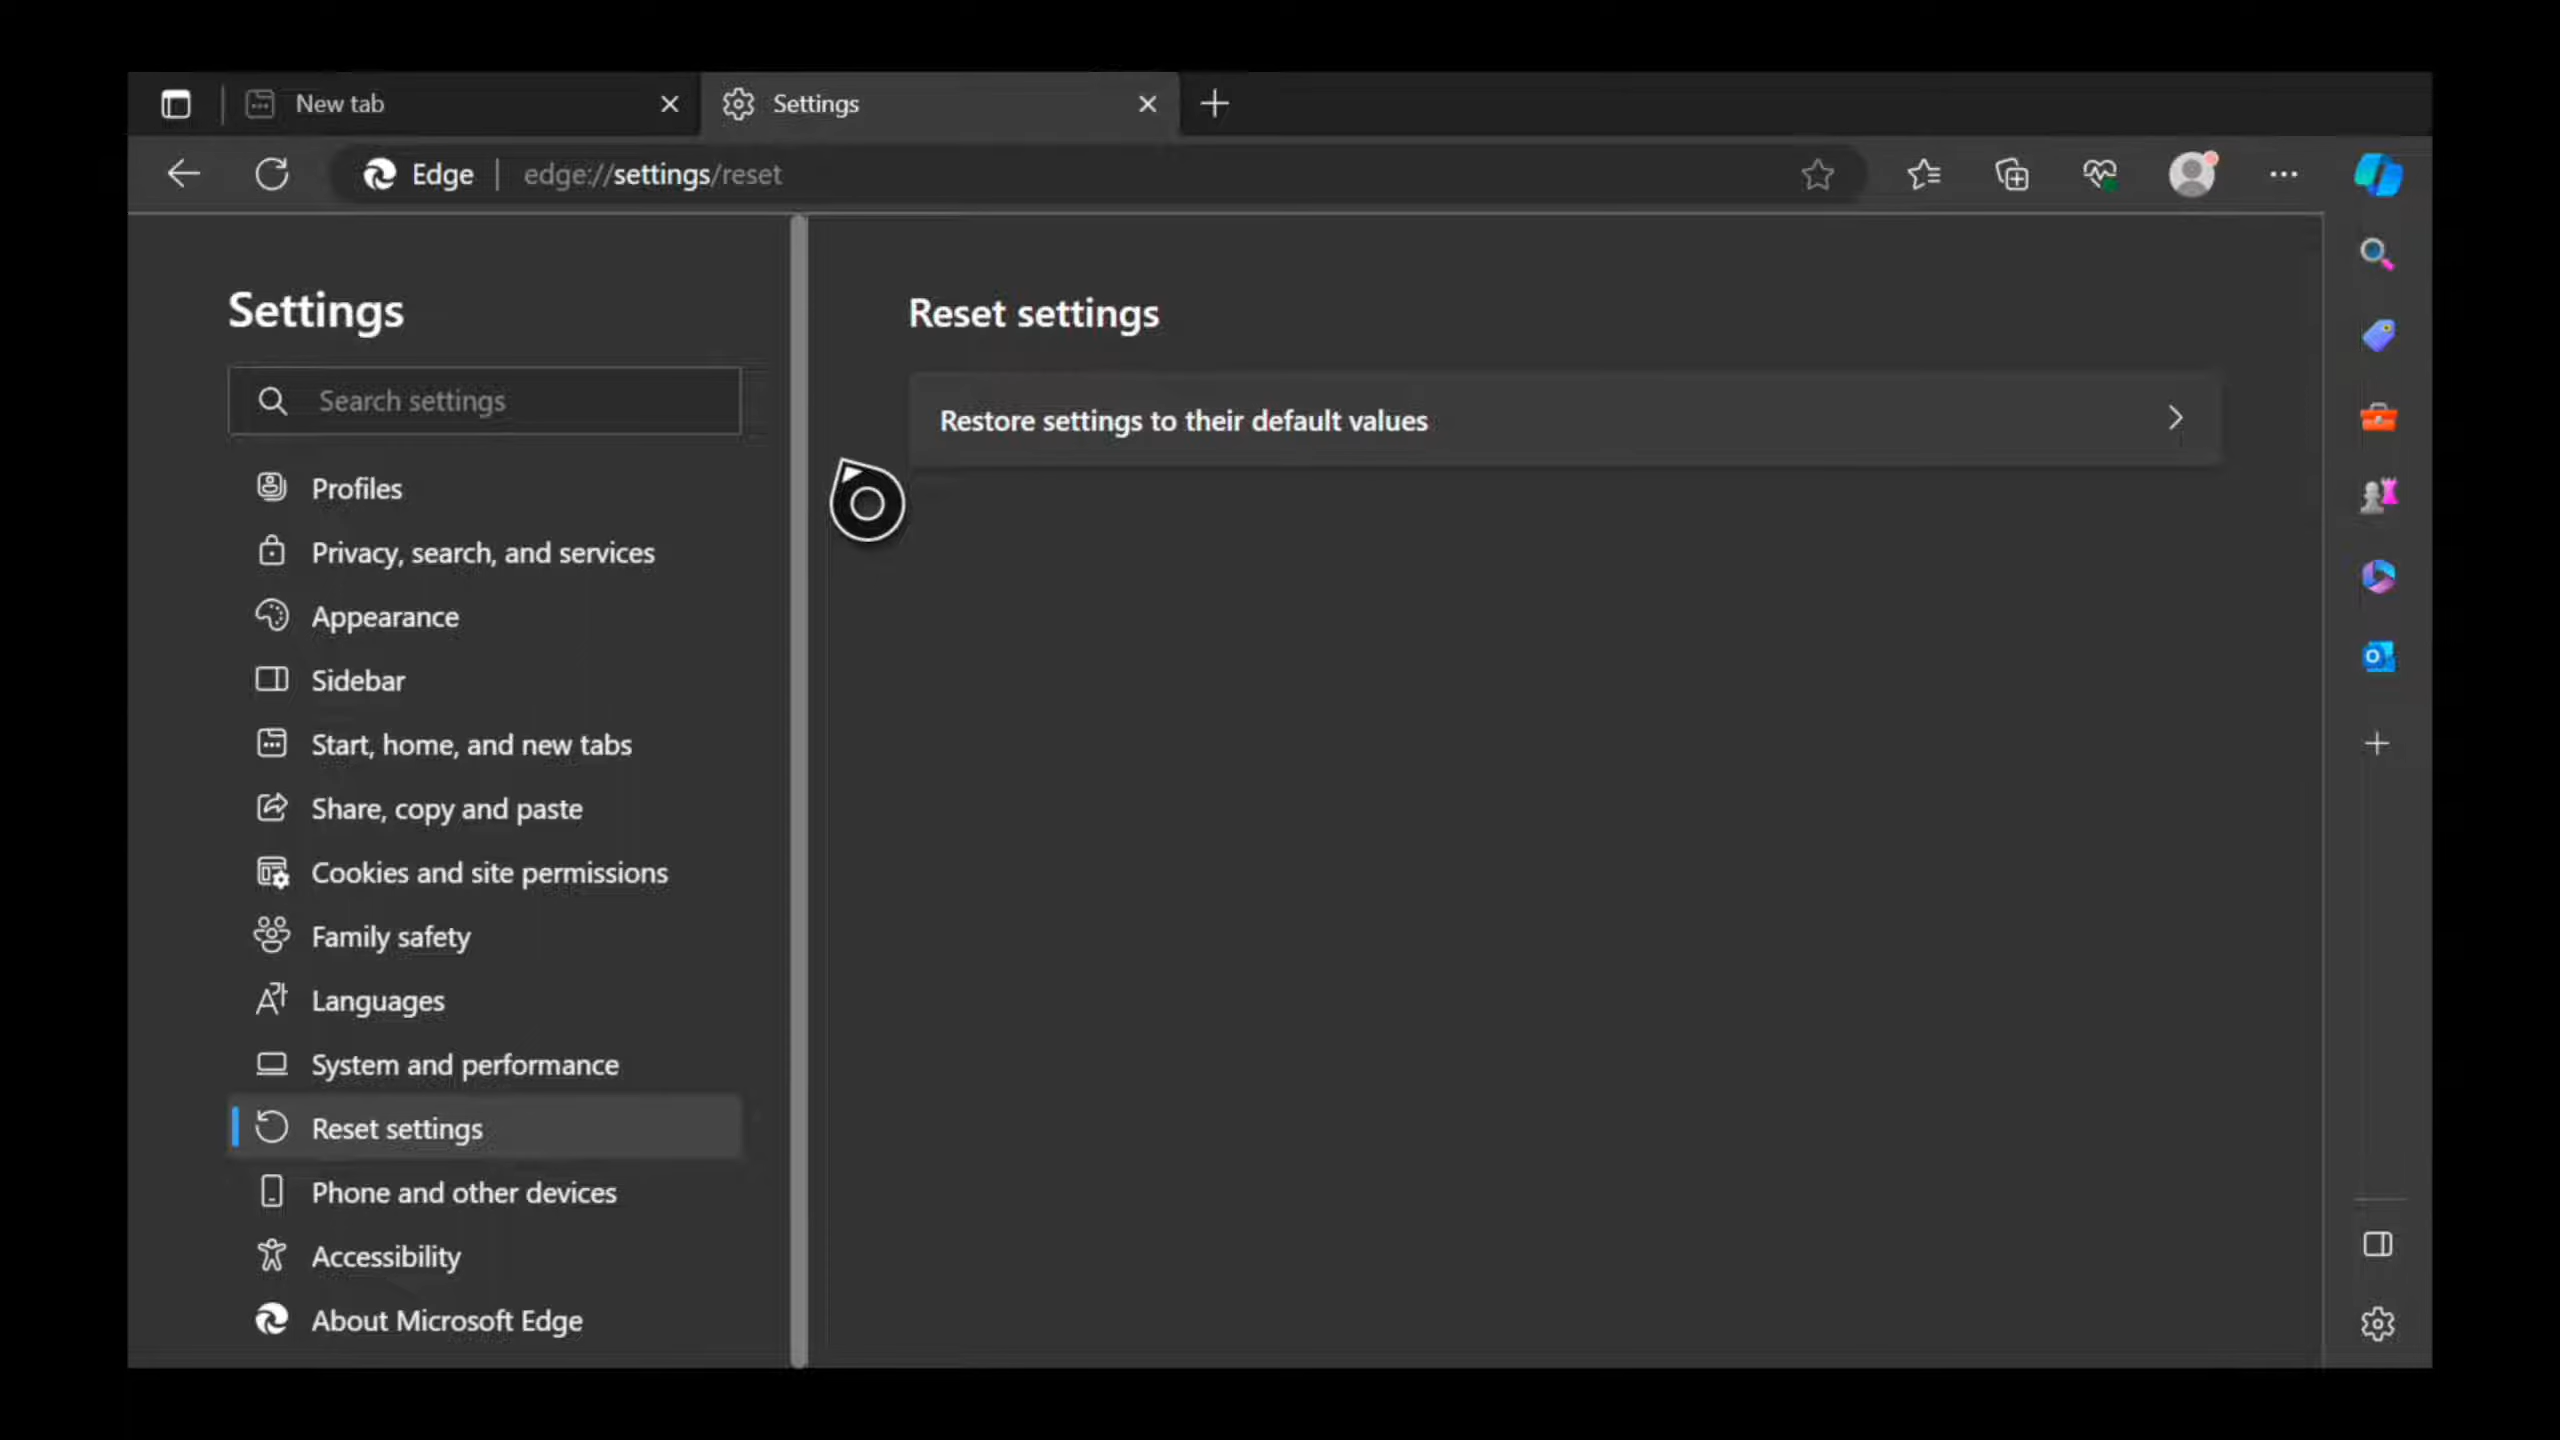 New tab
Settings
Edge
edge://settings/reset
Settings
Search settings
Profiles
Privacy, search, and services
Appearance
Sidebar
Start, home, and new tabs
Share, copy and paste
Cookies and site permissions
Family safety
Languages
System and performance
Reset settings
Phone and other devices
Accessibility
About Microsoft Edge
Reset settings
Restore settings to their default values